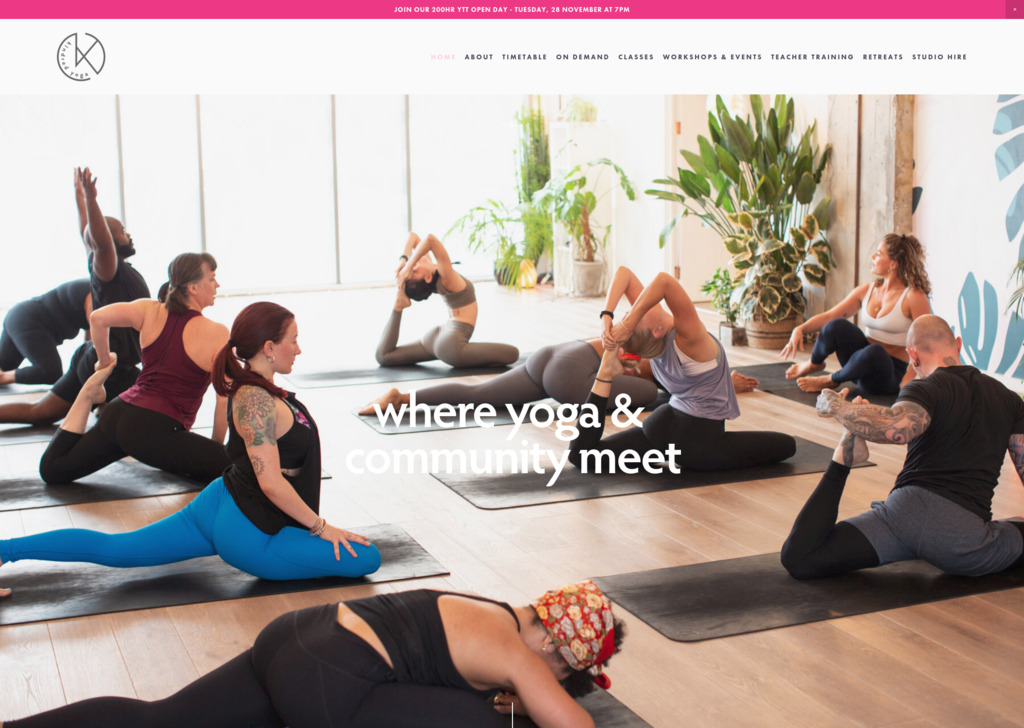 JOIN OUR 200HR YTT OPEN DAY - TUESDAY, 28 NOVEMBER AT 7PM
kindred yoga
HOME ABOUT TIMETABLE ON DEMAND CLASSES WORKSHOPS & EVENTS TEACHER TRAINING RETREATS STUDIO HIRE
where yoga &
community meet